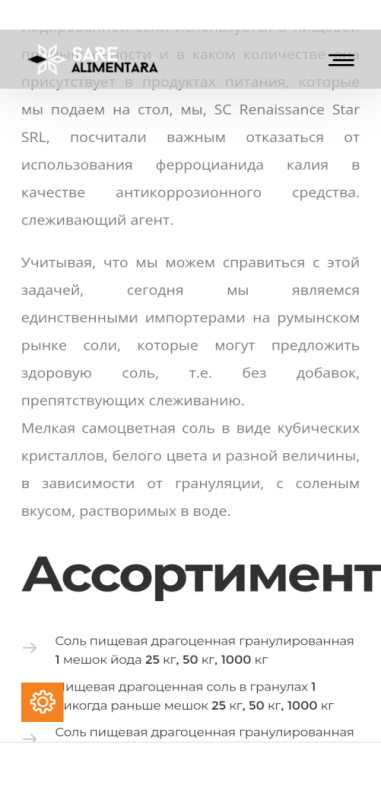 SARE
ALIMENTARA
присутствует в продуктах питания, которые
мы подаем на стол, мы, SC Renaissance Star
SRL, посчитали важным отказаться от
использования ферроцианида калия в
качестве антикоррозионного средства.
слеживающий агент.
Учитывая, что мы можем справиться с этой
задачей, сегодня мы являемся
единственными импортерами на румынском
рынке соли, которые могут предложить
здоровую соль, т.е. без добавок,
препятствующих слеживанию.
Мелкая самоцветная соль в виде кубических
кристаллов, белого цвета и разной величины,
в зависимости от грануляции, с соленым
вкусом, растворимых в воде.
Ассортимент
Соль пищевая драгоценная гранулированная
1 мешок йода 25 кг, 50 кг, 1000 кг
драгоценная соль в гранулах 1
раньше мешок 25 кг, 50 кг, 1000 кг
Соль пищевая драгоценная гранулированная